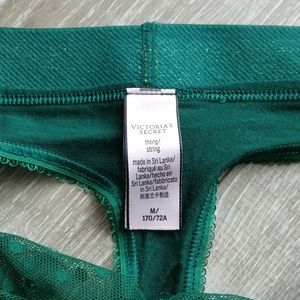 VICTORIA'S
SECRET
thong/
string
made in Sri Lanka/
fabriqué au Sri
Lanka/hecho en
Sri Lanka/
fabbricato in
Sri Lanka/
斯里兰卡制造
M/
170/72A